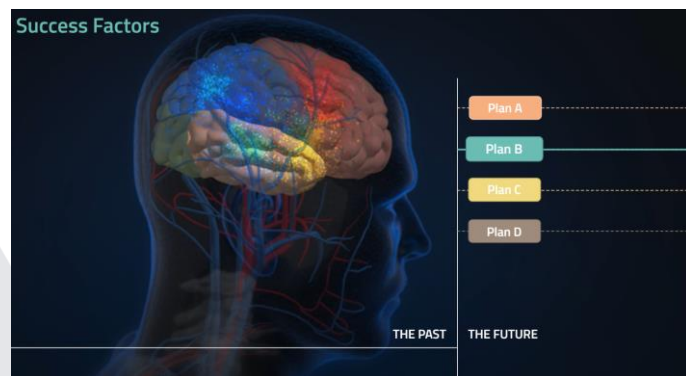 Success Factors
Plan A
Plan B
Plan C
Plan D
THE PAST
THE FUTURE